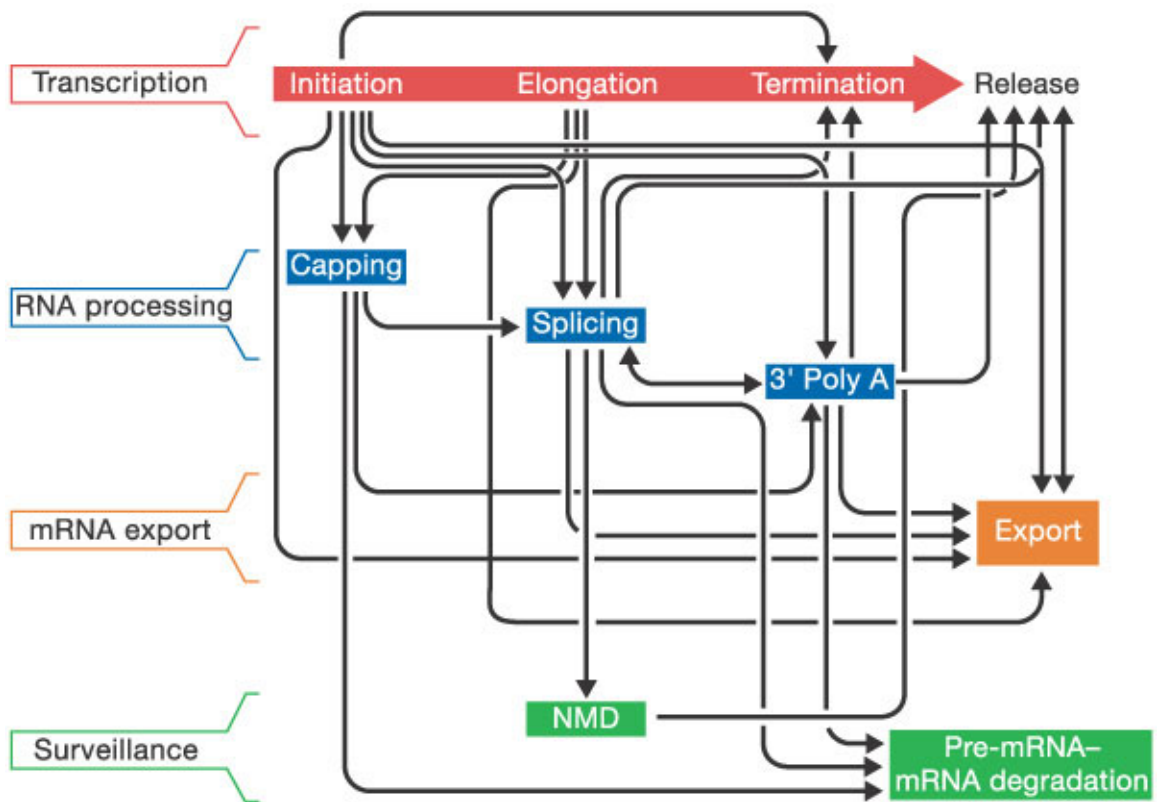 Transcription
Initiation
Elongation
Termination
Release
Capping
RNA processing
Splicing
3' Poly A
mRNA export
Export
NMD
Surveillance
Pre-mRNA–
mRNA degradation